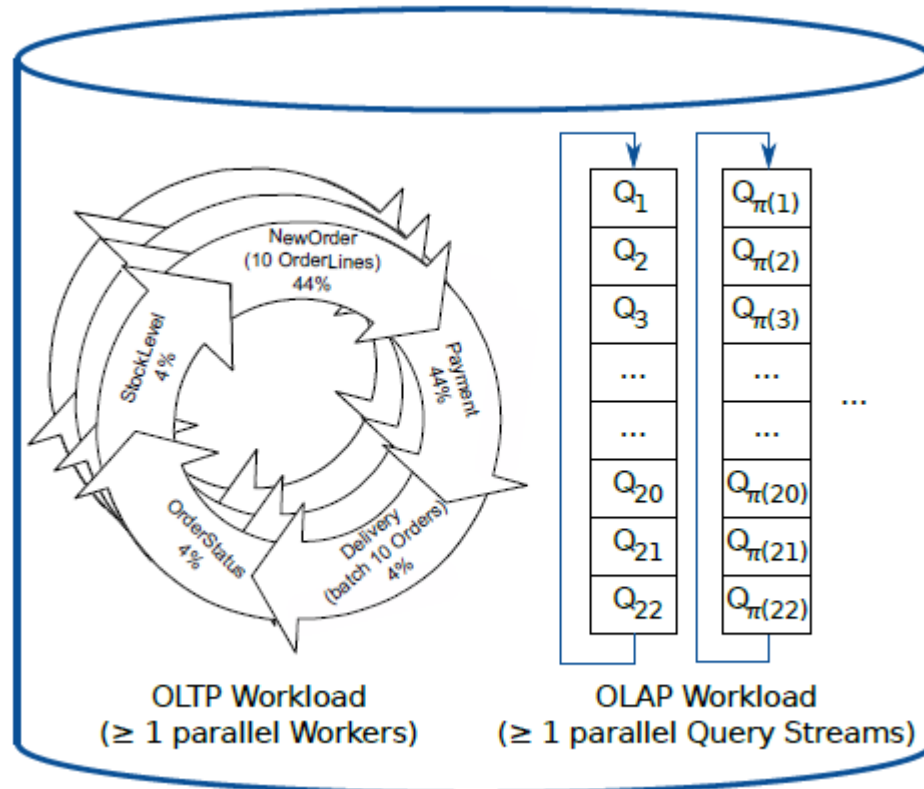 NewOrder
(10 OrderLines)
44%
Payment
44%
Delivery
(batch 10 Orders)
4%
OrderStatus
4%
StockLevel
4%
OLTP Workload
(≥ 1 parallel Workers)
Q1
Q2
Q3
...
...
Q20
Q21
Q22
Qπ(1)
Qπ(2)
Qπ(3)
...
...
Qπ(20)
Qπ(21)
Qπ(22)
...
OLAP Workload
(≥ 1 parallel Query Streams)